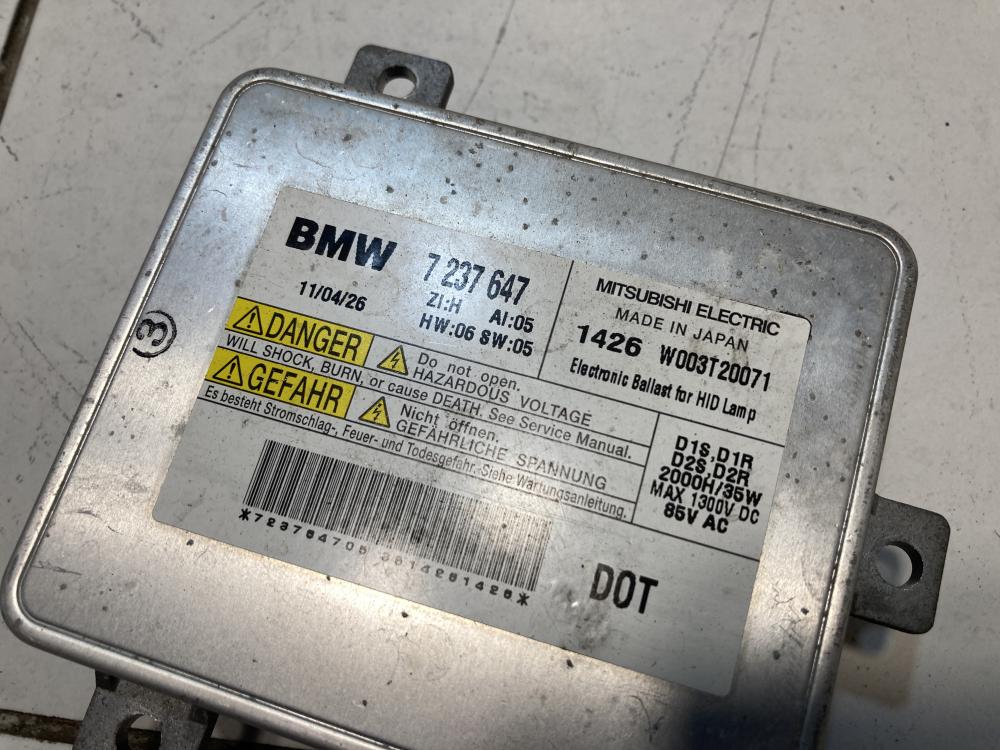 BMW 7 237 647
11/04/26 ZI:H AI:05
HW:06 SW:05
MITSUBISHI ELECTRIC
MADE IN JAPAN
1426 W003T20071
Electronic Ballast for HID Lamp
DANGER Do not open.
HAZARDOUS VOLTAGE
WILL SHOCK, BURN, or cause DEATH. See Service Manual.
GEFAHR Nicht öffnen.
GEFÄHRLICHE SPANNUNG
Es besteht Stromschlag-, Feuer- und Todesgefahr. Siehe Wartungsanleitung.
D1S,D1R
D2S,D2R
2000H/35W
MAX 1300V DC
85V AC
DOT
3